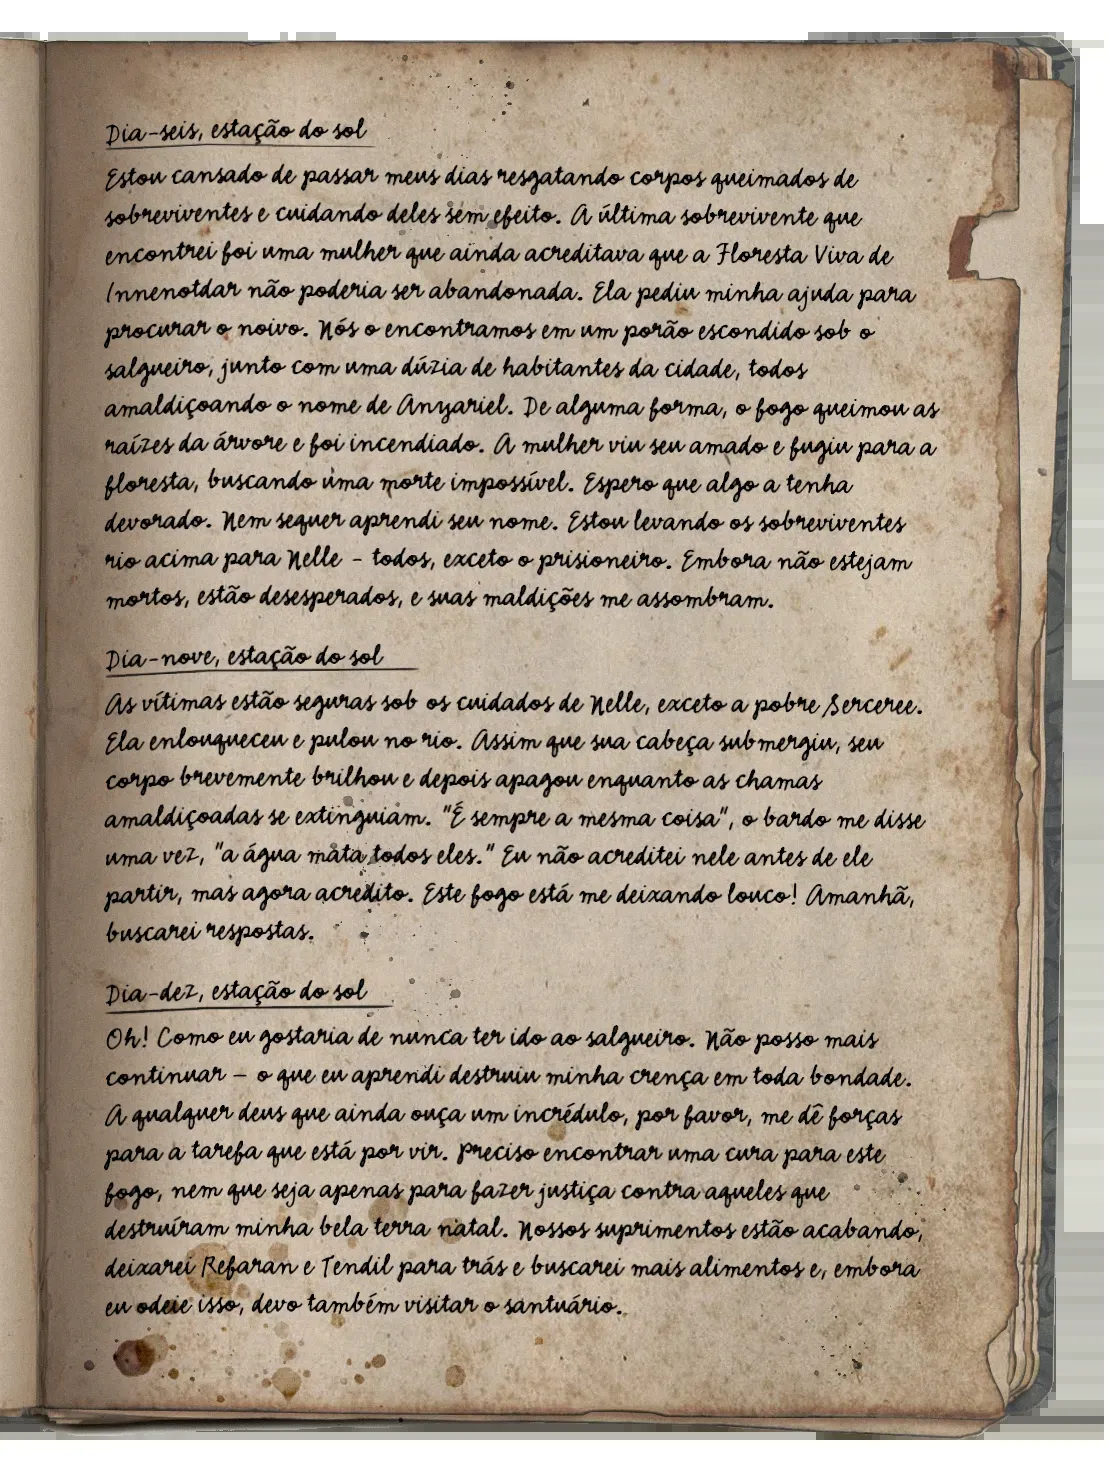 Dia-seis, estação do sol
Estou cansado de passar meus dias resgatando corpos queimados de
sobreviventes e cuidando deles sem efeito. A última sobrevivente que
encontrei foi uma mulher que ainda acreditava que a Floresta Viva de
Innenotdar não poderia ser abandonada. Ela pediu minha ajuda para
procurar o noivo. Nós o encontramos em um porão escondido sob o
salgueiro, junto com uma dúzia de habitantes da cidade, todos
amaldiçoando o nome de Anyariel. De alguma forma, o fogo queimou as
raízes da árvore e foi incendiado. A mulher viu seu amado e fugiu para a
floresta, buscando uma morte impossível. Espero que algo a tenha
devorado. Nem sequer aprendi seu nome. Estou levando os sobreviventes
rio acima para Nelle - todos, exceto o prisioneiro. Embora não estejam
mortos, estão desesperados, e suas maldições me assombram.
Dia-nove, estação do sol
As vítimas estão seguras sob os cuidados de Nelle, exceto a pobre Serceree.
Ela enlouqueceu e pulou no rio. Assim que sua cabeça submergiu, seu
corpo brevemente brilhou e depois apagou enquanto as chamas
amaldiçoadas se extinguiam. "É sempre a mesma coisa", o bardo me disse
uma vez, "a água mata todos eles." Eu não acreditei nele antes de ele
partir, mas agora acredito. Este fogo está me deixando louco! Amanhã,
buscarei respostas.
Dia-dez, estação do sol
Oh! Como eu gostaria de nunca ter ido ao salgueiro. Não posso mais
continuar – o que eu aprendi destruiu minha crença em toda bondade.
A qualquer deus que ainda ouça um incrédulo, por favor, me dê forças
para a tarefa que está por vir. Preciso encontrar uma cura para este
fogo, nem que seja apenas para fazer justiça contra aqueles que
destruíram minha bela terra natal. Nossos suprimentos estão acabando,
deixarei Refaran e Tendil para trás e buscarei mais alimentos e, embora
eu odeie isso, devo também visitar o santuário.